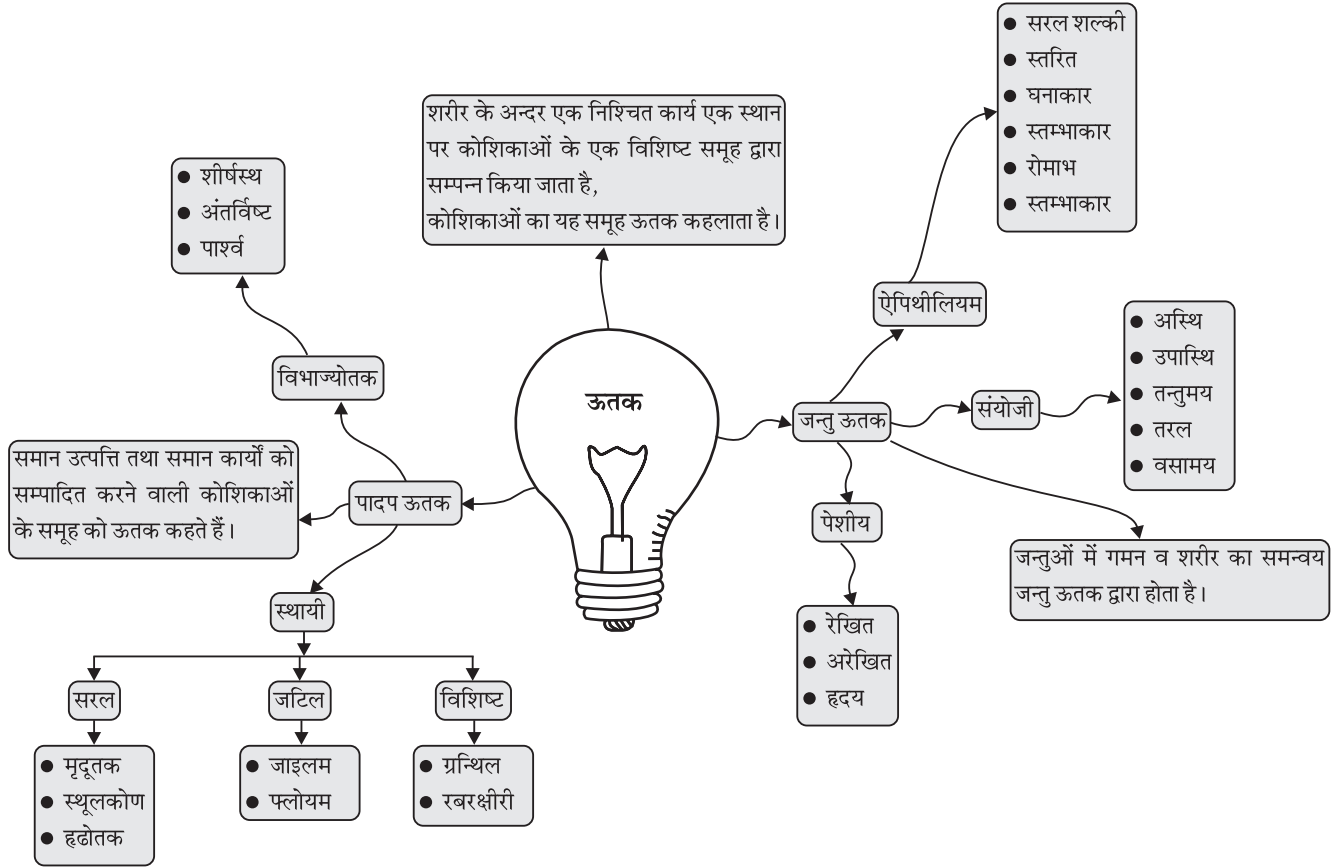 सरल शल्की
स्तरित
घनाकार
स्तम्भाकार
रोमाभ
स्तम्भाकार
शरीर के अन्दर एक निश्चित कार्य एक स्थान
पर कोशिकाओं के एक विशिष्ट समूह द्वारा
सम्पन्न किया जाता है,
कोशिकाओं का यह समूह ऊतक कहलाता है।
शीर्षस्थ
अंतर्विष्ट
पार्श्व
ऐपिथीलियम
अस्थि
उपास्थि
तन्तुमय
तरल
वसामय
विभाज्योतक
ऊतक
जन्तु ऊतक
संयोजी
समान उत्पत्ति तथा समान कार्यों को
सम्पादित करने वाली कोशिकाओं
के समूह को ऊतक कहते हैं।
पादप ऊतक
पेशीय
जन्तुओं में गमन व शरीर का समन्वय
जन्तु ऊतक द्वारा होता है।
स्थायी
रेखित
अरेखित
हृदय
सरल
जटिल
विशिष्ट
मृदूतक
स्थूलकोण
हृढोतक
जाइलम
फ्लोयम
ग्रन्थिल
रबरक्षीरी